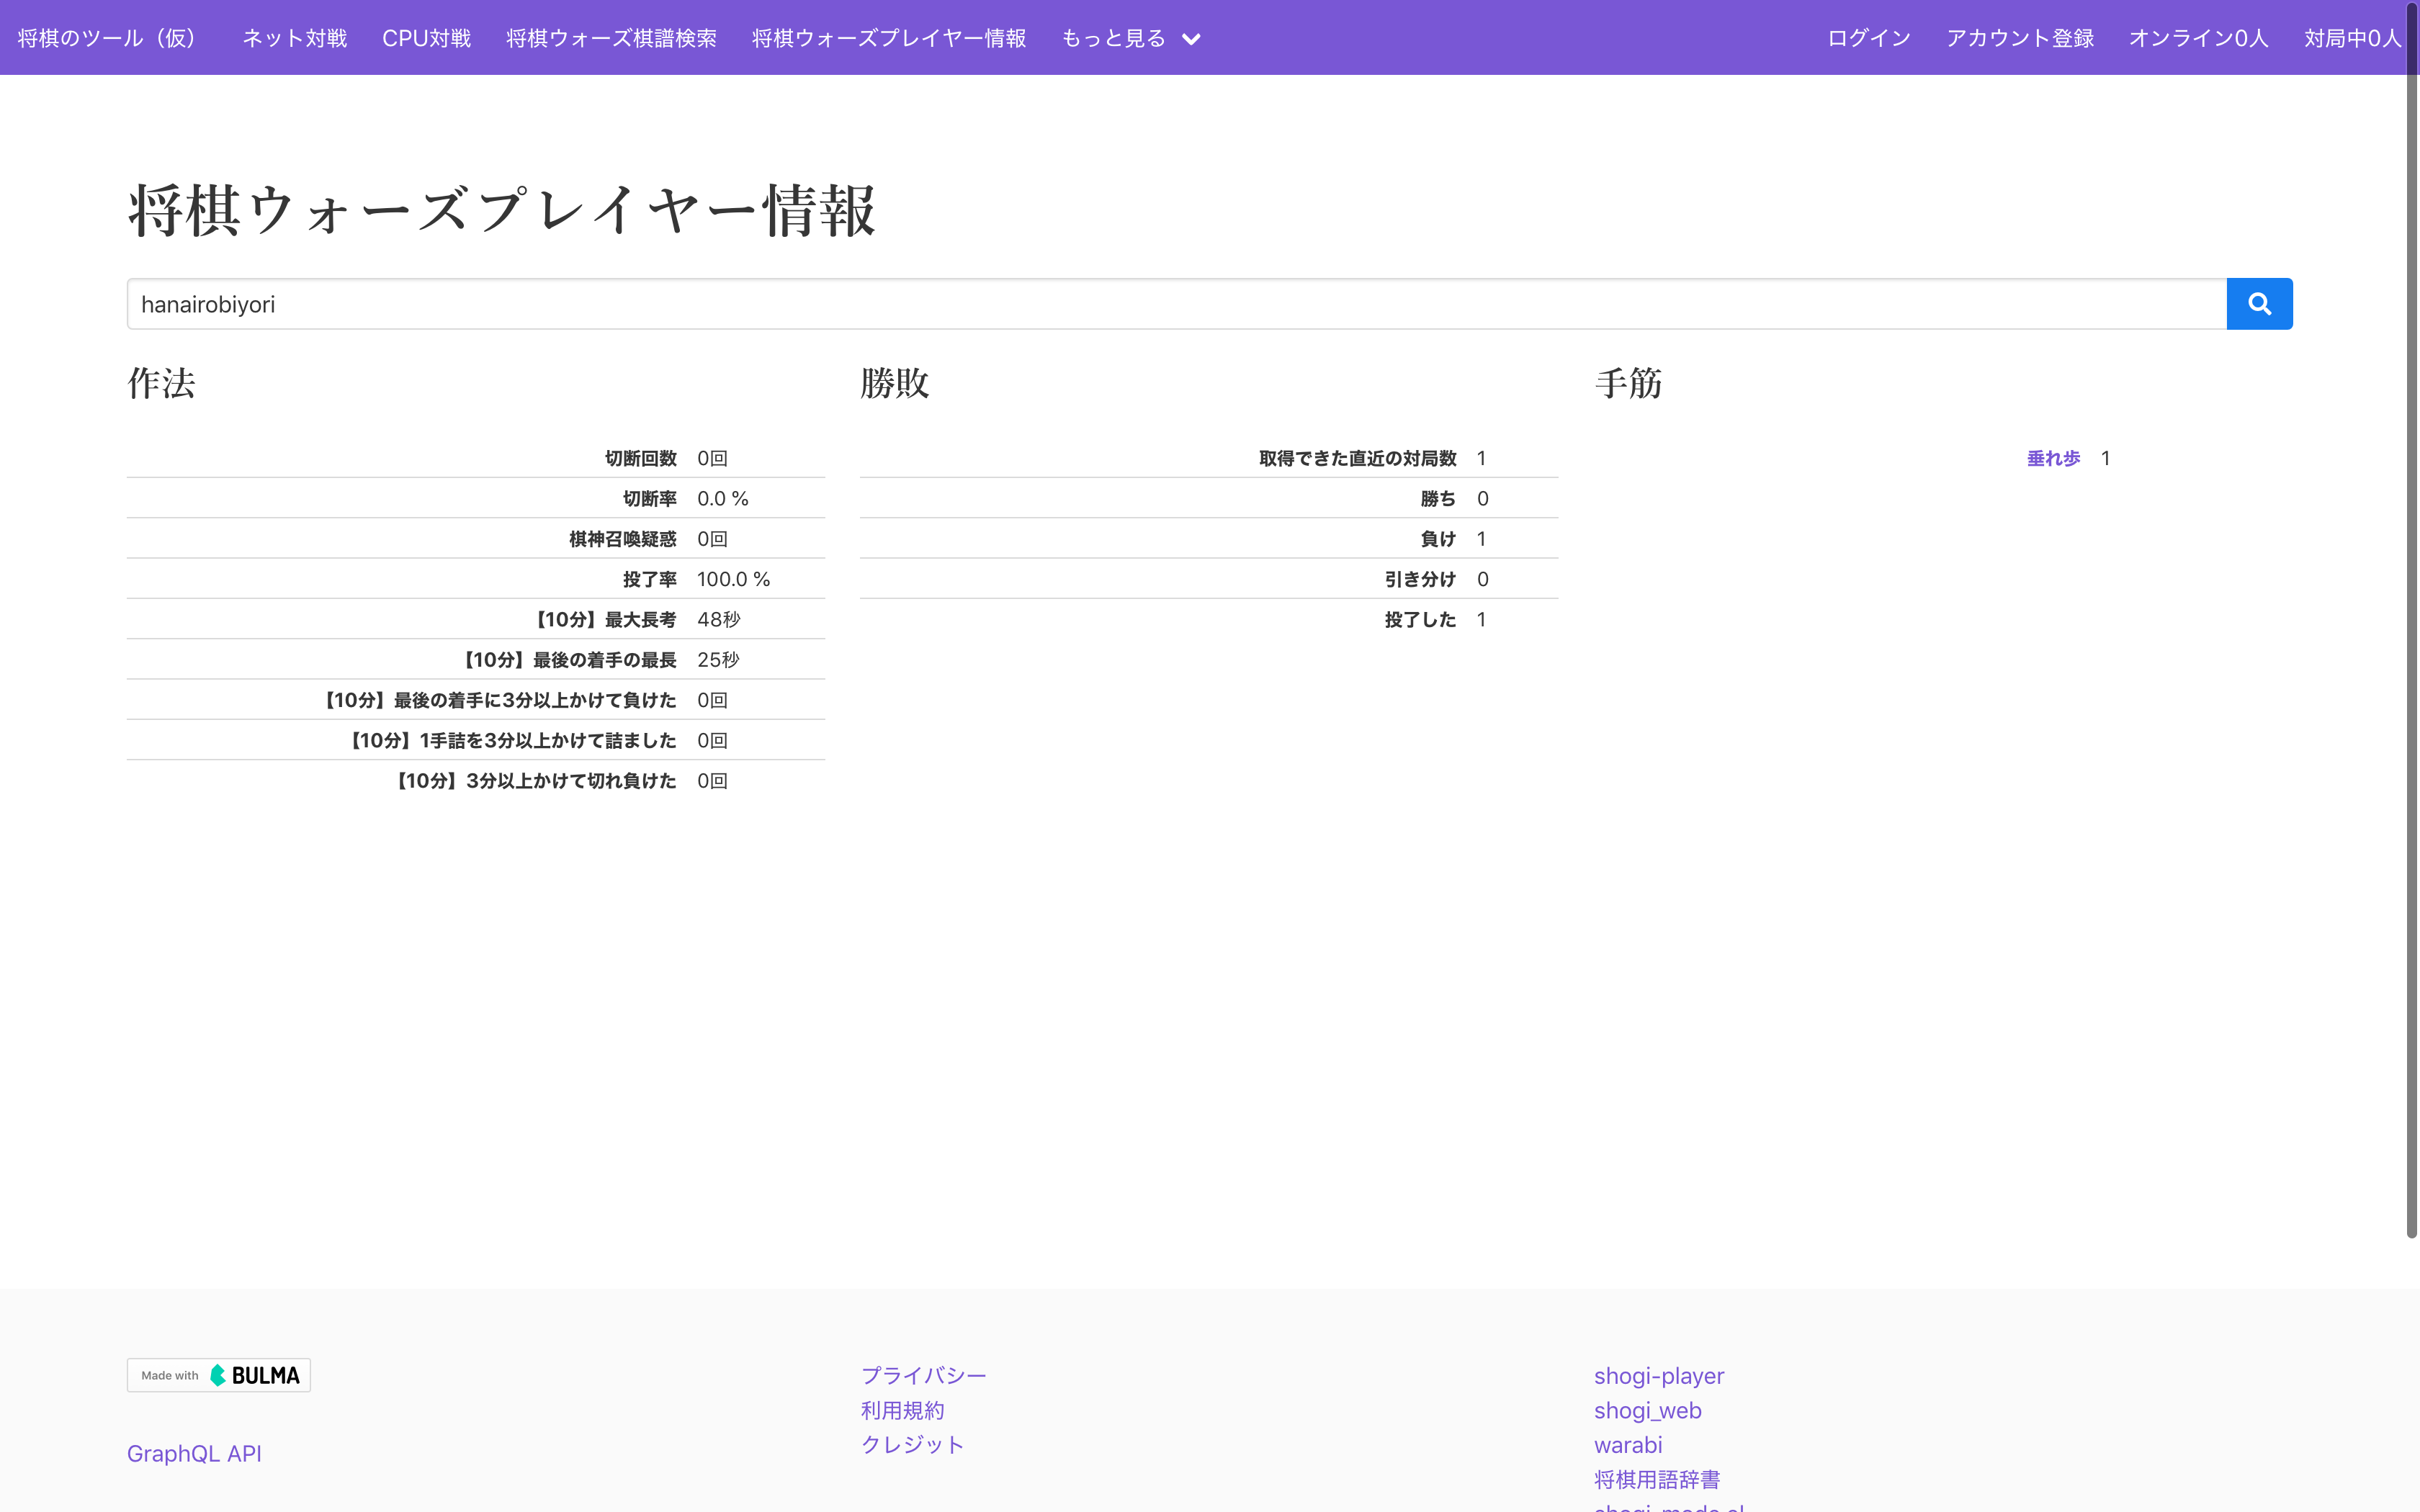 将棋のツール（仮） ネット対戦 CPU対戦 将棋ウォーズ棋譜検索 将棋ウォーズプレイヤー情報 もっと見る ログイン アカウント登録 オンライン0人 対局中0人
将棋ウォーズプレイヤー情報
hanairobiyori
作法
切断回数 0回
切断率 0.0 %
棋神召喚疑惑 0回
投了率 100.0 %
【10分】最大長考 48秒
【10分】最後の着手の最長 25秒
【10分】最後の着手に3分以上かけて負けた 0回
【10分】1手詰を3分以上かけて詰ました 0回
【10分】3分以上かけて切れ負けた 0回
勝敗
取得できた直近の対局数 1
勝ち 0
負け 1
引き分け 0
投了した 1
手筋
垂れ歩 1
Made with BULMA
GraphQL API
プライバシー
利用規約
クレジット
shogi-player
shogi_web
warabi
将棋用語辞書